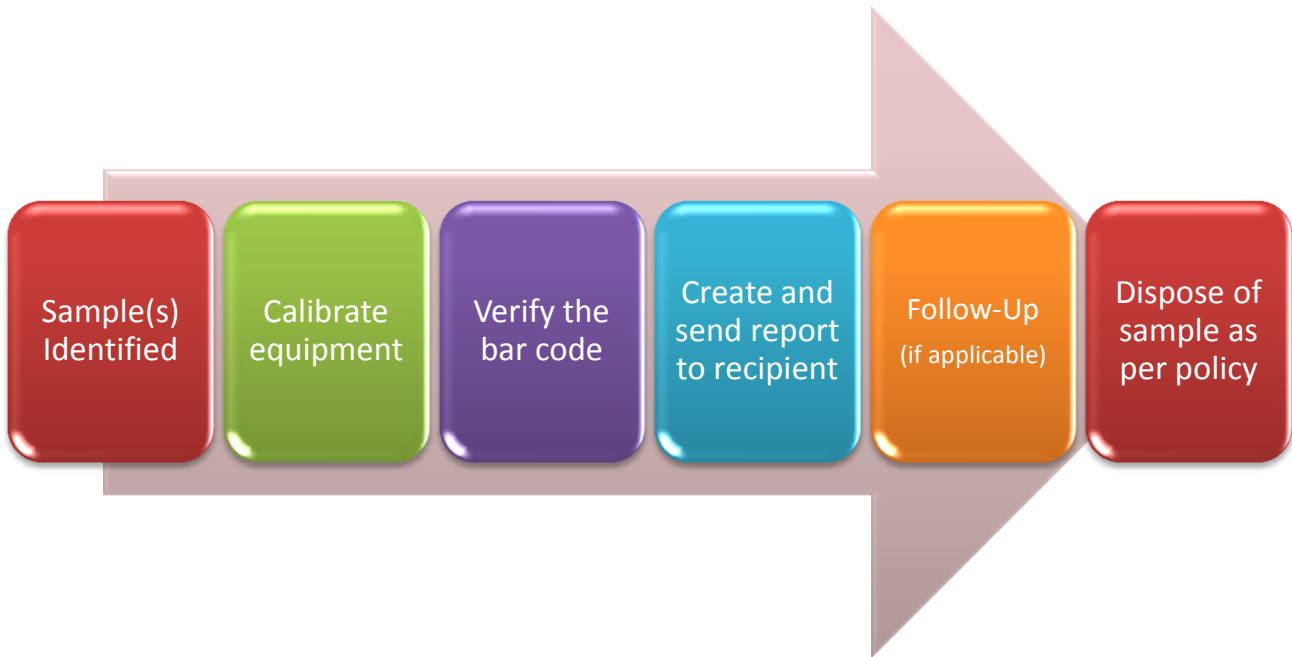 Sample(s)
Identified
Calibrate
equipment
Verify the
bar code
Create and
send report
to recipient
Follow-Up
(if applicable)
Dispose of
sample as
per policy